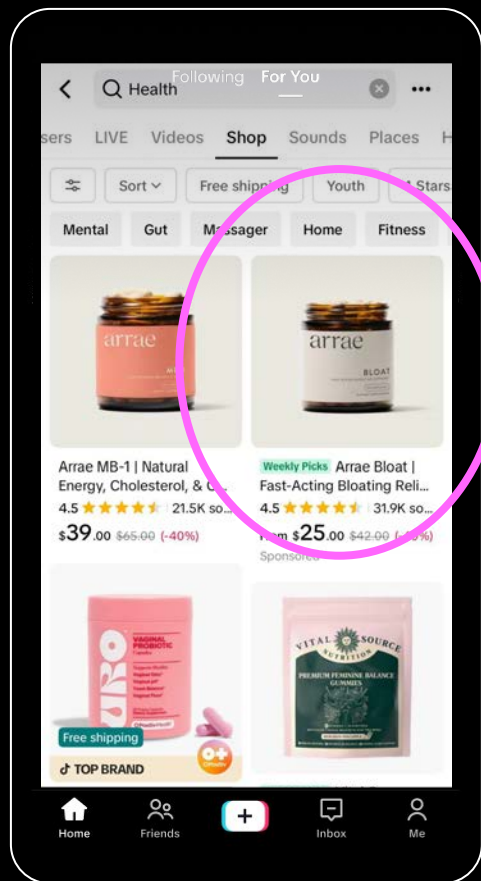 Following For You
Health
sers LIVE Videos Shop Sounds Places H
Sort Free shipping Youth Stars
Mental Gut Massager Home Fitness
arrae
arrae
BLOAT
Arrae MB-1 | Natural
Energy, Cholesterol, &
4.5 21.5K so...
$39.00 $65.00 (-40%)
Weekly Picks Arrae Bloat |
Fast-Acting Bloating Reli...
4.5 31.9K so...
$25.00 $42.00
Sponsored
URO
VAGINAL
PROBIOTIC
Free shipping
TOP BRAND
VITAL SOURCE
NUTRITION
PREMIUM FEMININE BALANCE
GUMMIES
Home Friends Inbox Me